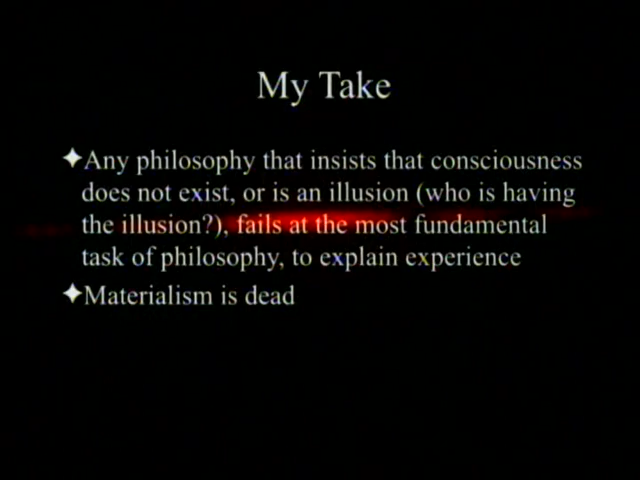 My Take
✦Any philosophy that insists that consciousness
does not exist, or is an illusion (who is having
the illusion?), fails at the most fundamental
task of philosophy, to explain experience
✦Materialism is dead